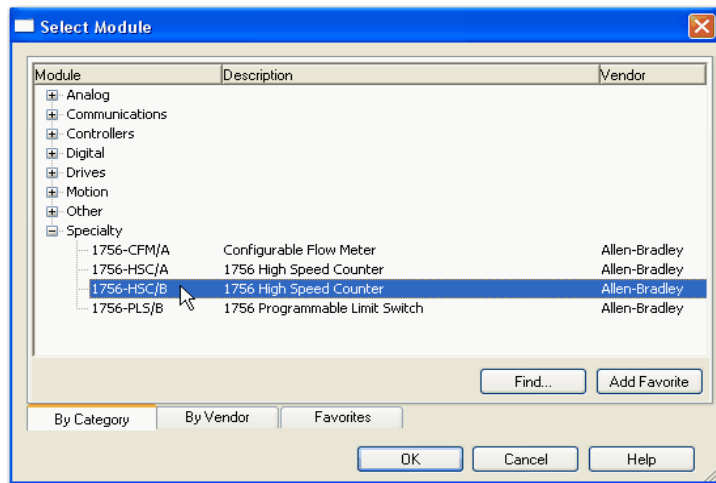 Select Module
Module Description Vendor
Analog
Communications
Controllers
Digital
Drives
Motion
Other
Specialty
1756-CFM/A Configurable Flow Meter Allen-Bradley
1756-HSC/A 1756 High Speed Counter Allen-Bradley
1756-HSC/B 1756 High Speed Counter Allen-Bradley
1756-PLS/B 1756 Programmable Limit Switch Allen-Bradley
Find... Add Favorite
By Category By Vendor Favorites
OK Cancel Help